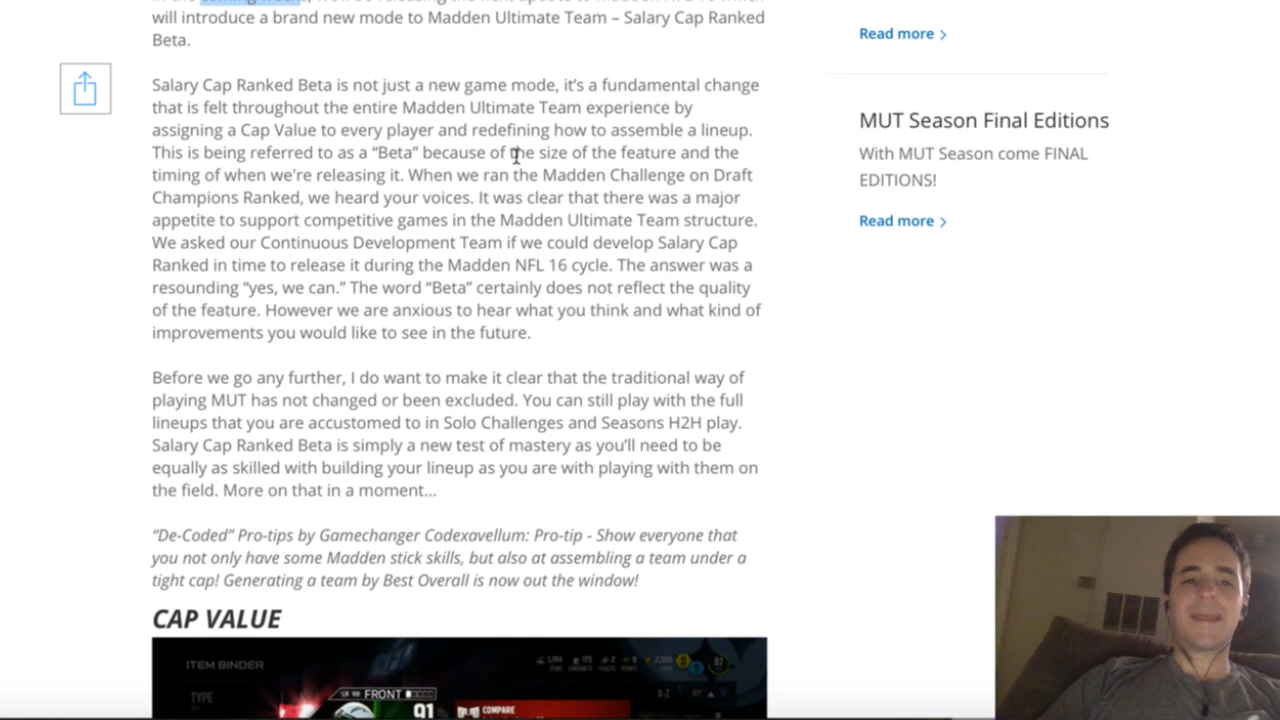 will introduce a brand new mode to Madden Ultimate Team – Salary Cap Ranked
Beta.
Salary Cap Ranked Beta is not just a new game mode, it's a fundamental change
that is felt throughout the entire Madden Ultimate Team experience by
assigning a Cap Value to every player and redefining how to assemble a lineup.
This is being referred to as a “Beta” because of the size of the feature and the
timing of when we're releasing it. When we ran the Madden Challenge on Draft
Champions Ranked, we heard your voices. It was clear that there was a major
appetite to support competitive games in the Madden Ultimate Team structure.
We asked our Continuous Development Team if we could develop Salary Cap
Ranked in time to release it during the Madden NFL 16 cycle. The answer was a
resounding “yes, we can.” The word “Beta” certainly does not reflect the quality
of the feature. However we are anxious to hear what you think and what kind of
improvements you would like to see in the future.
Before we go any further, I do want to make it clear that the traditional way of
playing MUT has not changed or been excluded. You can still play with the full
lineups that you are accustomed to in Solo Challenges and Seasons H2H play.
Salary Cap Ranked Beta is simply a new test of mastery as you'll need to be
equally as skilled with building your lineup as you are with playing with them on
the field. More on that in a moment...
“De-Coded” Pro-tips by Gamechanger Codexavellum: Pro-tip - Show everyone that
you not only have some Madden stick skills, but also at assembling a team under a
tight cap! Generating a team by Best Overall is now out the window!
CAP VALUE
ITEM BINDER
TYPE
FRONT
91
COMPARE
A-Z
RT
87
Read more >
MUT Season Final Editions
With MUT Season come FINAL
EDITIONS!
Read more >